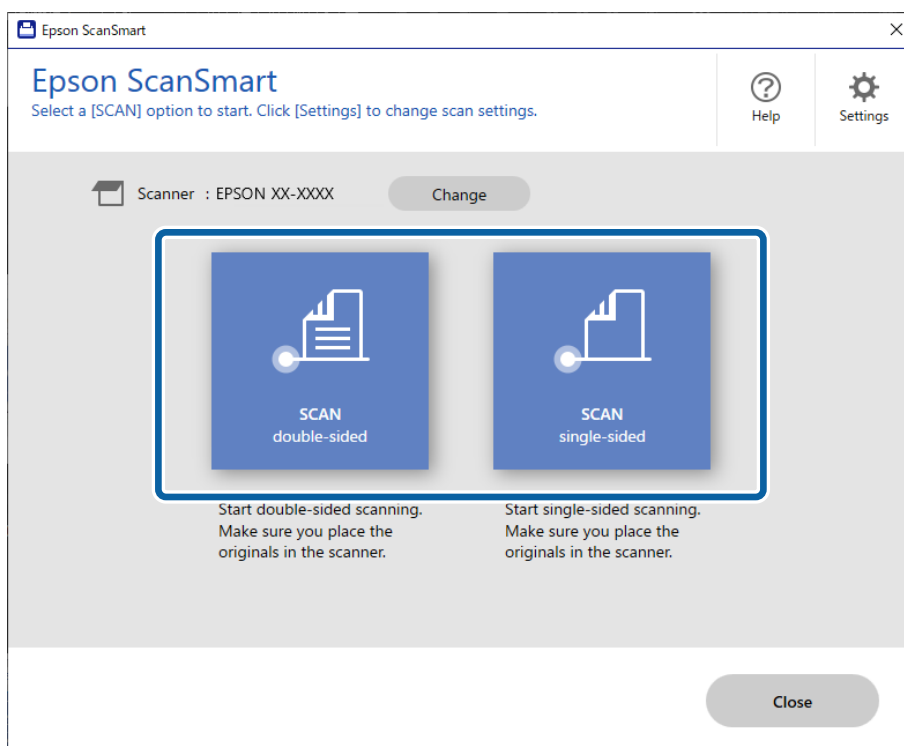 Epson ScanSmart
Epson ScanSmart
Select a [SCAN] option to start. Click [Settings] to change scan settings.
Help
Settings
Scanner : EPSON XX-XXXX
Change
SCAN
double-sided
SCAN
single-sided
Start double-sided scanning.
Make sure you place the
originals in the scanner.
Start single-sided scanning.
Make sure you place the
originals in the scanner.
Close